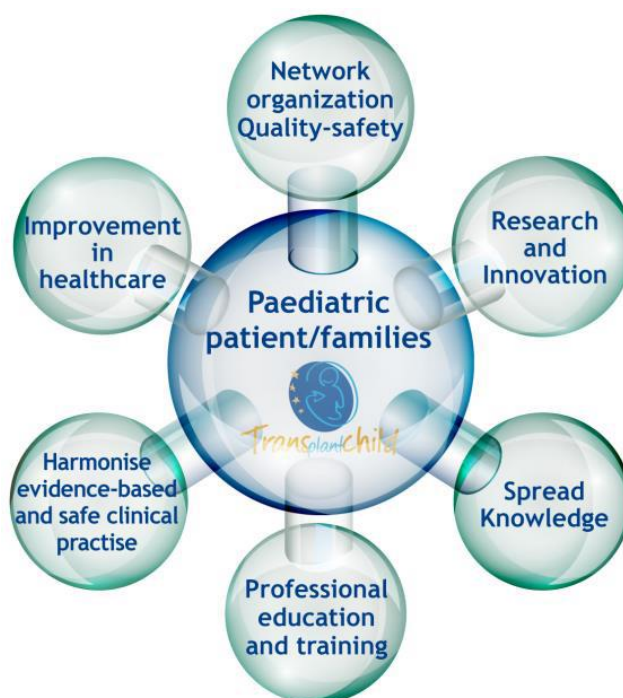 Network
organization
Quality-safety
Improvement
in
healthcare
Research
and
Innovation
Paediatric
patient/families
TransplantChild
Harmonise
evidence-based
and safe clinical
practise
Spread
Knowledge
Professional
education
and training